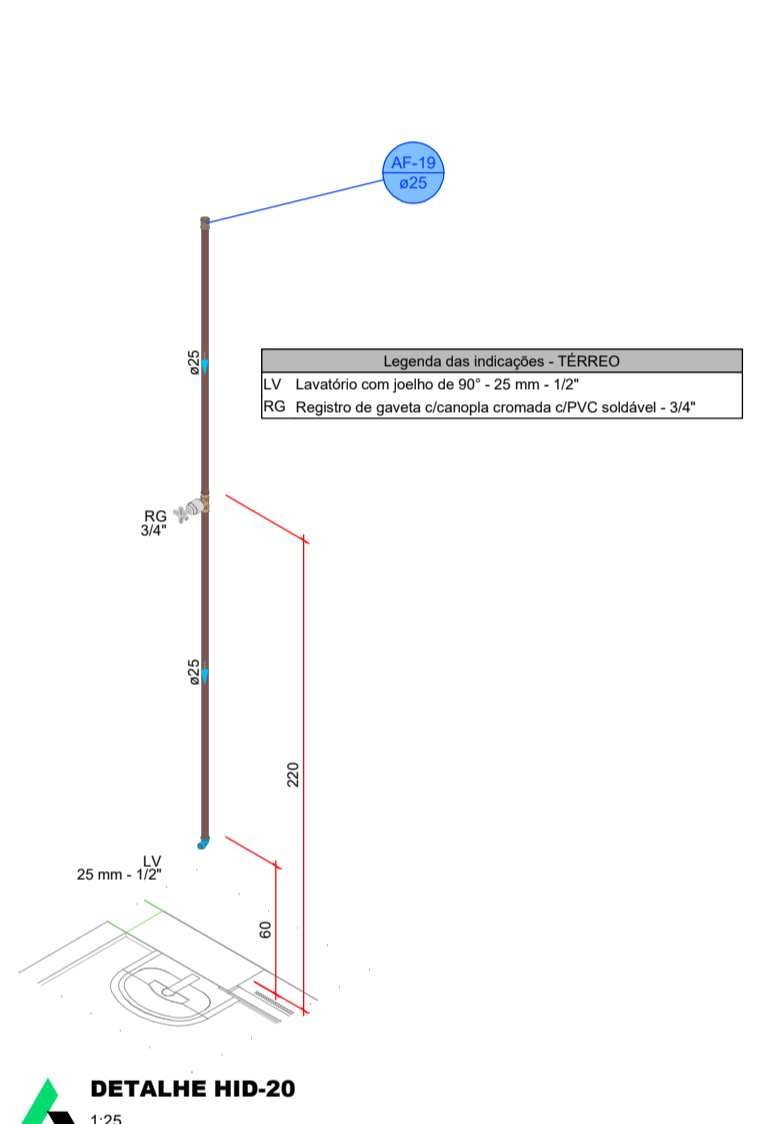 AF-19
ø25
ø25
Legenda das indicações - TÉRREO
LV Lavatório com joelho de 90° - 25 mm - 1/2"
RG Registro de gaveta c/canopla cromada c/PVC soldável - 3/4"
RG
3/4"
ø25
220
LV
25 mm - 1/2"
60
DETALHE HID-20
1:25